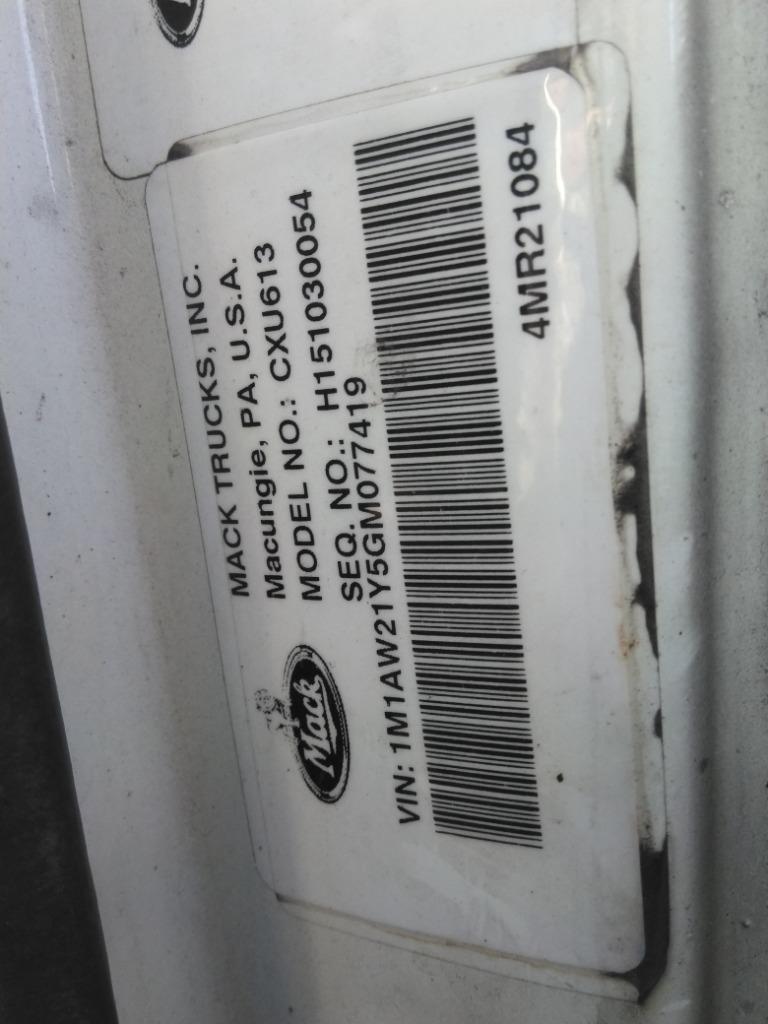 MACK TRUCKS, INC.
Macungie, PA, U.S.A.
MODEL NO.: CXU613
SEQ. NO.: H151030054
Mack
VIN: 1M1AW21Y5GM077419
4MR21084